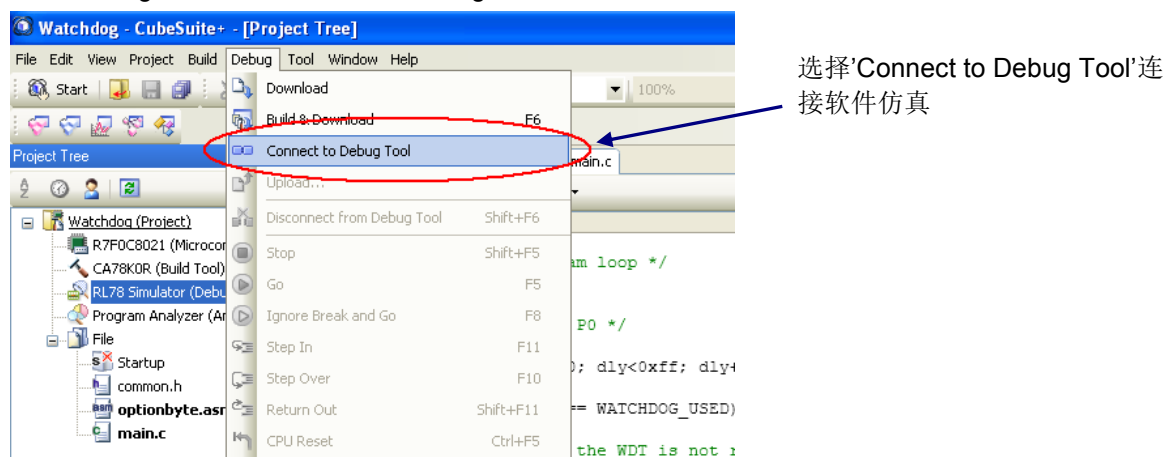 Watchdog - CubeSuite+ - [Project Tree]
File Edit View Project Build Debug Tool Window Help
Start
100%
Download
Build & Download F6
Connect to Debug Tool
Upload...
Disconnect from Debug Tool Shift+F6
Stop Shift+F5
Go F5
Ignore Break and Go F8
Step In F11
Step Over F10
Return Out Shift+F11
CPU Reset Ctrl+F5
Project Tree
Watchdog (Project)
R7F0C8021 (Microcor
CA78K0R (Build Tool)
RL78 Simulator (Debu
Program Analyzer (Ar
File
Startup
common.h
optionbyte.asr
main.c
main.c
am loop */
P0 */
0; dly<0xff; dly+
== WATCHDOG_USED)
the WDT is not r
选择'Connect to Debug Tool'连
接软件仿真